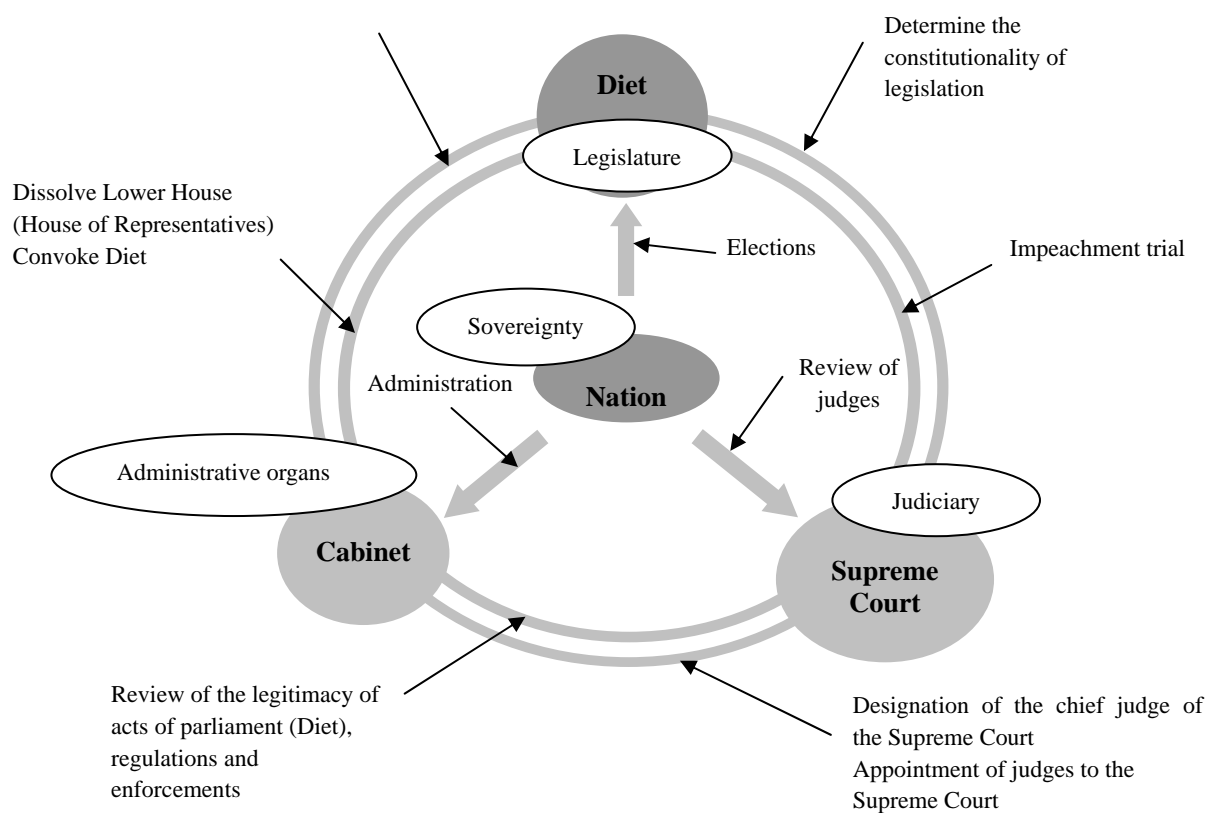 Determine the
constitutionality of
legislation
Diet
Legislature
Dissolve Lower House
(House of Representatives)
Convoke Diet
Elections
Impeachment trial
Sovereignty
Administration
Nation
Review of
judges
Administrative organs
Judiciary
Cabinet
Supreme
Court
Review of the legitimacy of
acts of parliament (Diet),
regulations and
enforcements
Designation of the chief judge of
the Supreme Court
Appointment of judges to the
Supreme Court